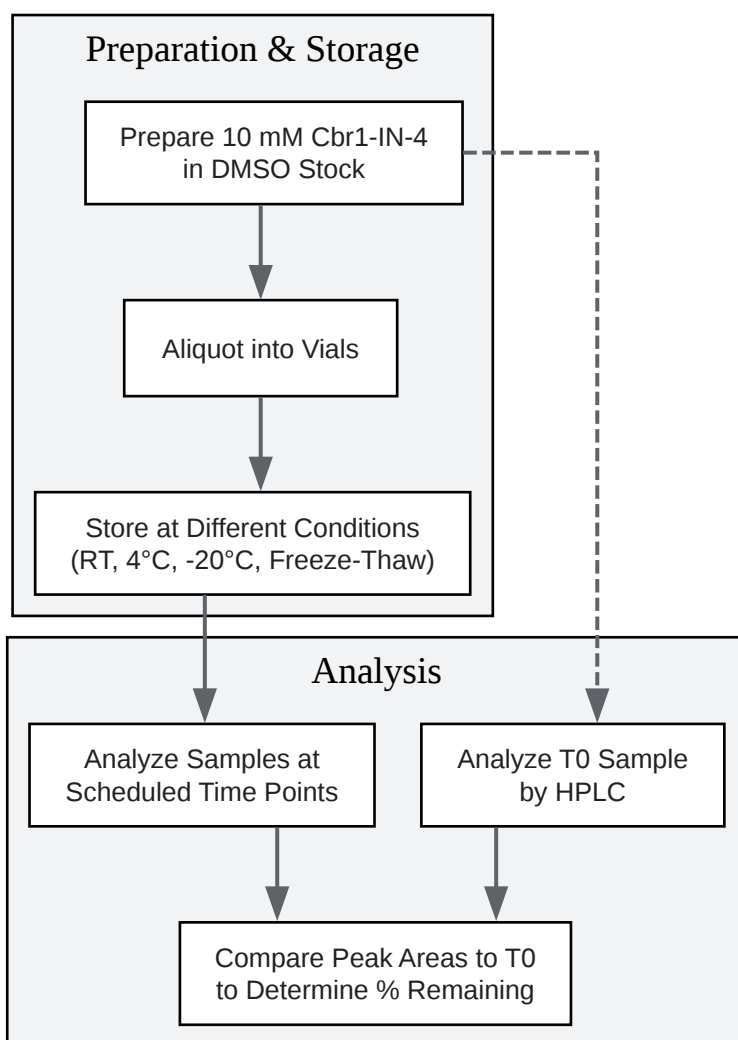 Preparation & Storage
Prepare 10 mM Cbr1-IN-4
in DMSO Stock
Aliquot into Vials
Store at Different Conditions
(RT, 4°C, -20°C, Freeze-Thaw)
Analysis
Analyze Samples at
Scheduled Time Points
Analyze T0 Sample
by HPLC
Compare Peak Areas to T0
to Determine % Remaining